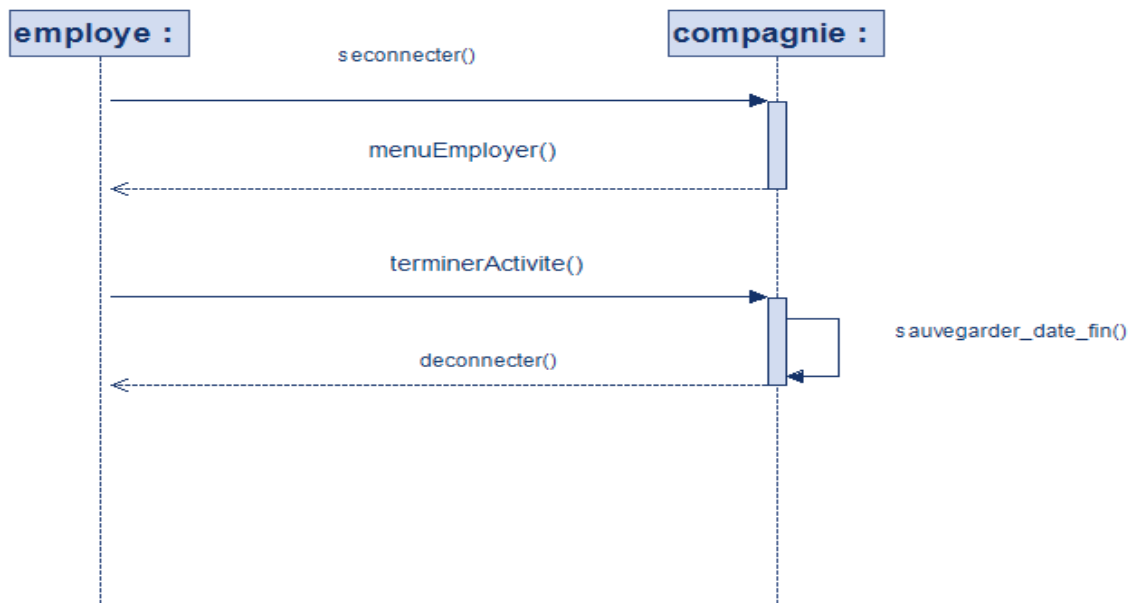 employe :
compagnie :
seconnecter()
menuEmployer()
terminerActivite()
sauvegarder_date_fin()
deconnecter()